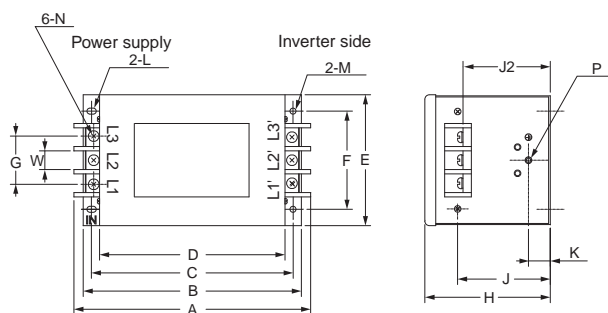 6-N
Power supply
2-L
Inverter side
2-M
J2
P
L3
L3'
G
W
L2
L2'
F
E
L1
L1'
IN
D
K
C
J
B
H
A